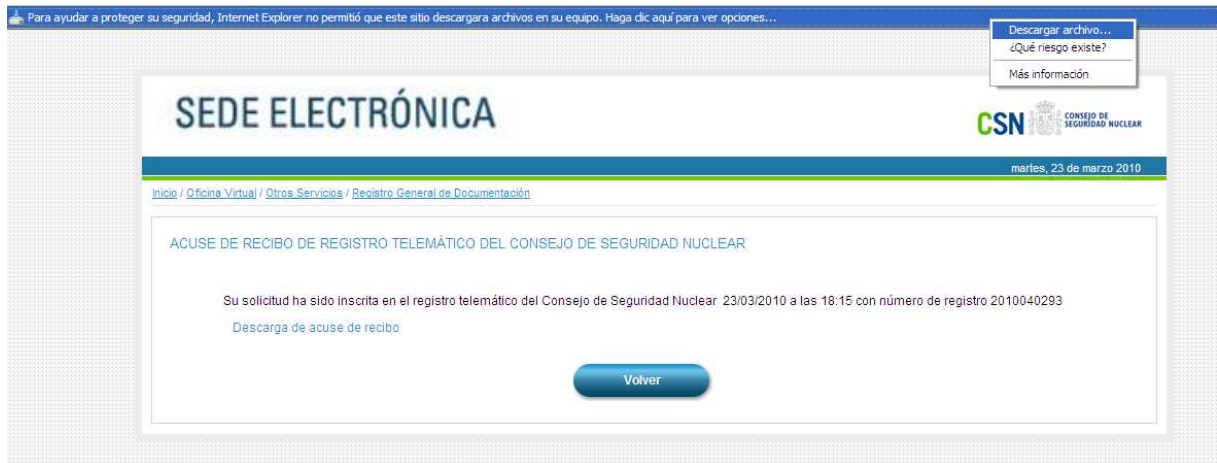 Para ayudar a proteger su seguridad, Internet Explorer no permitió que este sitio descargara archivos en su equipo. Haga clic aquí para ver opciones...
Descargar archivo...
¿Qué riesgo existe?
Más información
SEDE ELECTRÓNICA
CSN CONSEJO DE
SEGURIDAD NUCLEAR
martes, 23 de marzo 2010
Inicio / Oficina Virtual / Otros Servicios / Registro General de Documentación
ACUSE DE RECIBO DE REGISTRO TELEMÁTICO DEL CONSEJO DE SEGURIDAD NUCLEAR
Su solicitud ha sido inscrita en el registro telemático del Consejo de Seguridad Nuclear 23/03/2010 a las 18:15 con número de registro 2010040293
Descarga de acuse de recibo
Volver